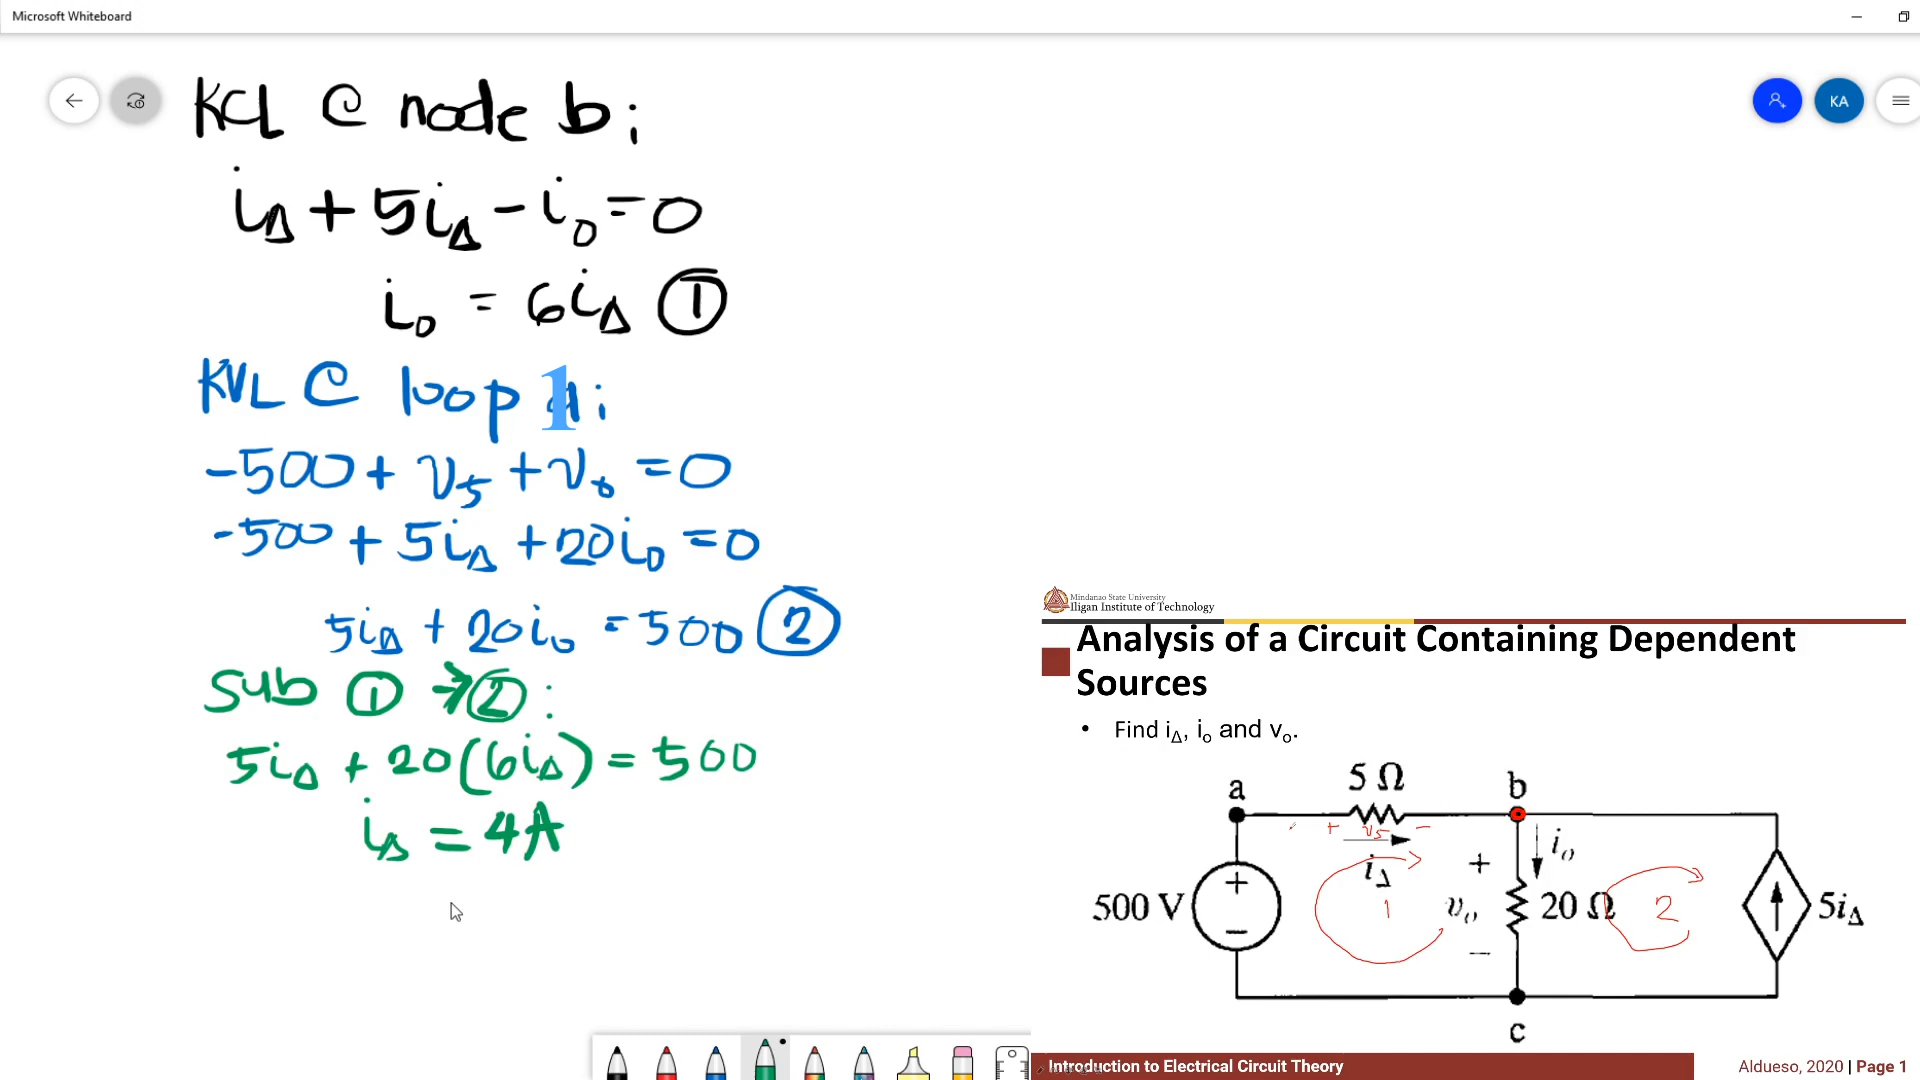 Microsoft Whiteboard
KA
KCL @ node b;
iΔ + 5iΔ - io = 0
io = 6iΔ ①
KVL @ loop 1;
-500 + v5 + vo = 0
-500 + 5iΔ + 20io = 0
5iΔ + 20io = 500 ②
Sub ① → ②:
5iΔ + 20(6iΔ) = 500
iΔ = 4A
Mindanao State University
Iligan Institute of Technology
Analysis of a Circuit Containing Dependent
Sources
• Find iΔ, io and vo.
5 Ω
a
b
+ v5 -
iΔ
io
+
500 V
+
-
1
vo
20 Ω
2
5iΔ
-
c
Introduction to Electrical Circuit Theory
Aldueso, 2020 | Page 1